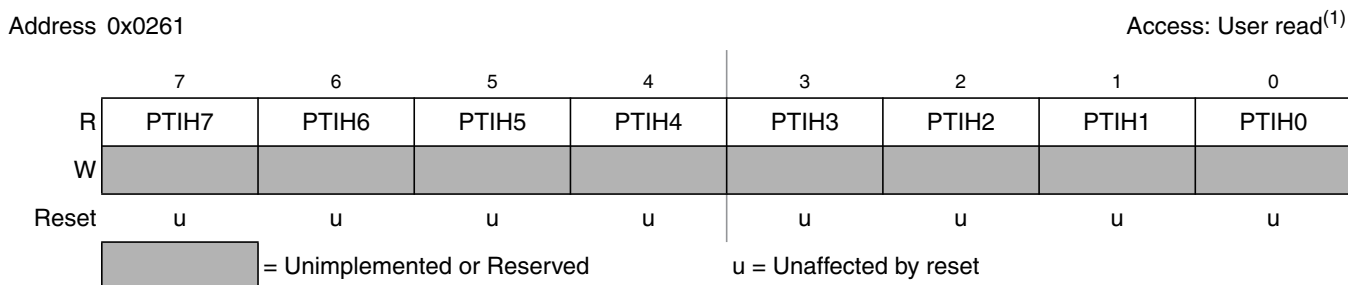 Address 0x0261 Access: User read(1)
7 6 5 4 3 2 1 0
R PTIH7 PTIH6 PTIH5 PTIH4 PTIH3 PTIH2 PTIH1 PTIH0
W
Reset u u u u u u u u
= Unimplemented or Reserved u = Unaffected by reset